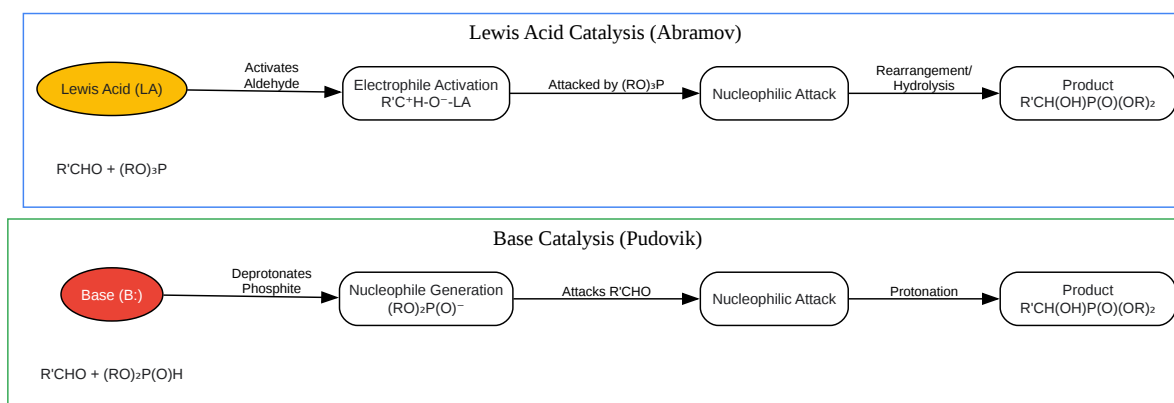 Lewis Acid Catalysis (Abramov)
Lewis Acid (LA)
Activates
Aldehyde
Electrophile Activation
R'C⁺H-O⁻-LA
Attacked by (RO)₃P
Nucleophilic Attack
Rearrangement/
Hydrolysis
Product
R'CH(OH)P(O)(OR)₂
R'CHO + (RO)₃P
Base Catalysis (Pudovik)
Base (B:)
Deprotonates
Phosphite
Nucleophile Generation
(RO)₂P(O)⁻
Attacks R'CHO
Nucleophilic Attack
Protonation
Product
R'CH(OH)P(O)(OR)₂
R'CHO + (RO)₂P(O)H